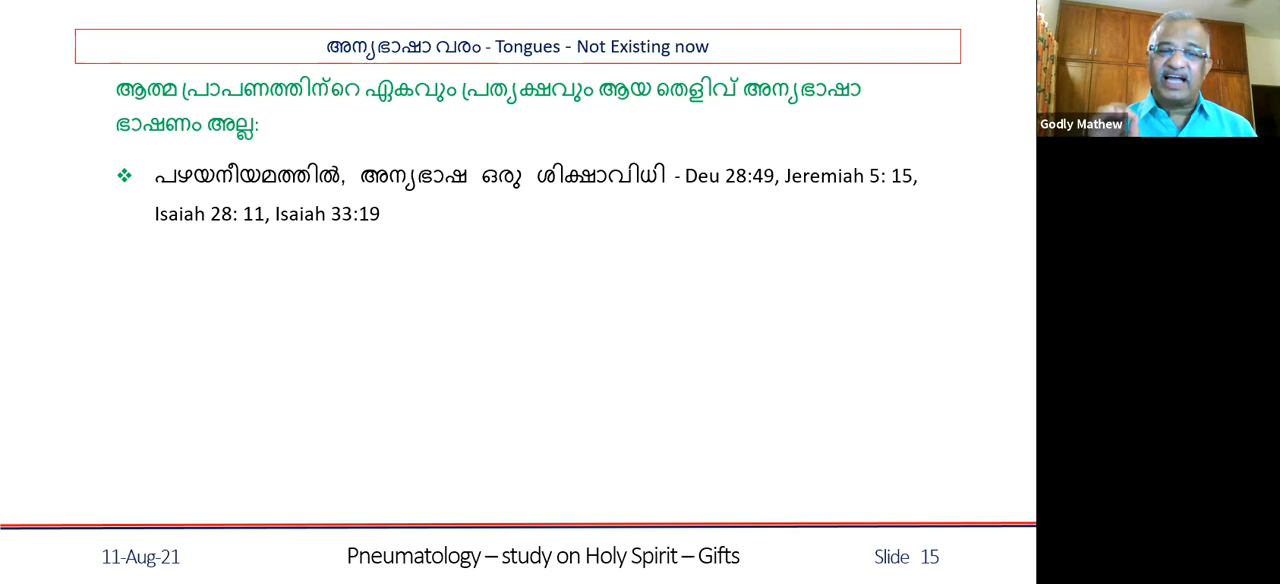 അന്യഭാഷാ വരം - Tongues - Not Existing now
ആത്മ പ്രാപണത്തിന്റെ ഏകവും പ്രത്യക്ഷവും ആയ തെളിവ് അന്യഭാഷാ
ഭാഷണം അല്ല:
❖ പഴയനീയമത്തിൽ, അന്യഭാഷ ഒരു ശിക്ഷാവിധി - Deu 28:49, Jeremiah 5: 15,
Isaiah 28: 11, Isaiah 33:19
Godly Mathew
11-Aug-21 Pneumatology – study on Holy Spirit – Gifts Slide 15